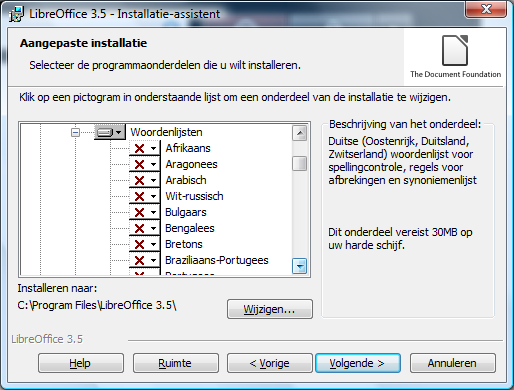 LibreOffice 3.5 - Installatie-assistent
Aangepaste installatie
Selecteer de programmaonderdelen die u wilt installeren.
The Document Foundation
Klik op een pictogram in onderstaande lijst om een onderdeel van de installatie te wijzigen.
Woordenlijsten
Afrikaans
Aragonees
Arabisch
Wit-russisch
Bulgaars
Bengalees
Bretons
Braziliaans-Portugees
Portugees
Beschrijving van het onderdeel:
Duitse (Oostenrijk, Duitsland,
Zwitserland) woordenlijst voor
spellingcontrole, regels voor
afbrekingen en synoniemenlijst
Dit onderdeel vereist 30MB op
uw harde schijf.
Installeren naar:
C:\Program Files\LibreOffice 3.5\
Wijzigen...
LibreOffice 3.5
Help
Ruimte
< Vorige
Volgende >
Annuleren